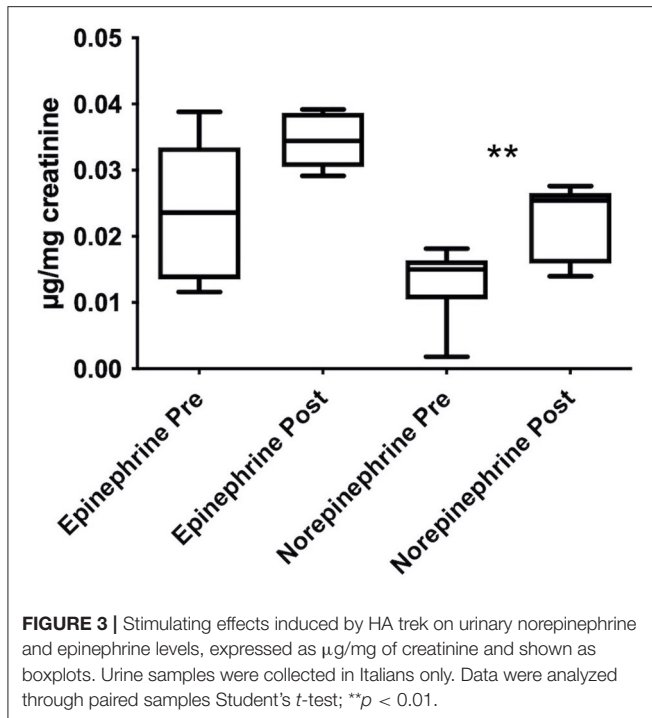 0.05
0.04
0.03
0.02
0.01
0.00
µg/mg creatinine
**
Epinephrine Pre
Epinephrine Post
Norepinephrine Pre
Norepinephrine Post
FIGURE 3 | Stimulating effects induced by HA trek on urinary norepinephrine
and epinephrine levels, expressed as µg/mg of creatinine and shown as
boxplots. Urine samples were collected in Italians only. Data were analyzed
through paired samples Student's t-test; **p < 0.01.